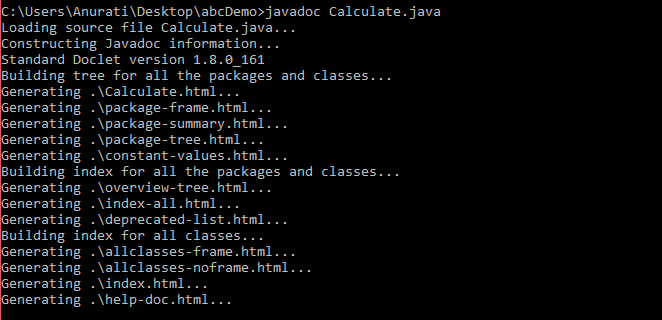 C:\Users\Anurati\Desktop\abcDemo>javadoc Calculate.java
Loading source file Calculate.java...
Constructing Javadoc information...
Standard Doclet version 1.8.0_161
Building tree for all the packages and classes...
Generating .\Calculate.html...
Generating .\package-frame.html...
Generating .\package-summary.html...
Generating .\package-tree.html...
Generating .\constant-values.html...
Building index for all the packages and classes...
Generating .\overview-tree.html...
Generating .\index-all.html...
Generating .\deprecated-list.html...
Building index for all classes...
Generating .\allclasses-frame.html...
Generating .\allclasses-noframe.html...
Generating .\index.html...
Generating .\help-doc.html...